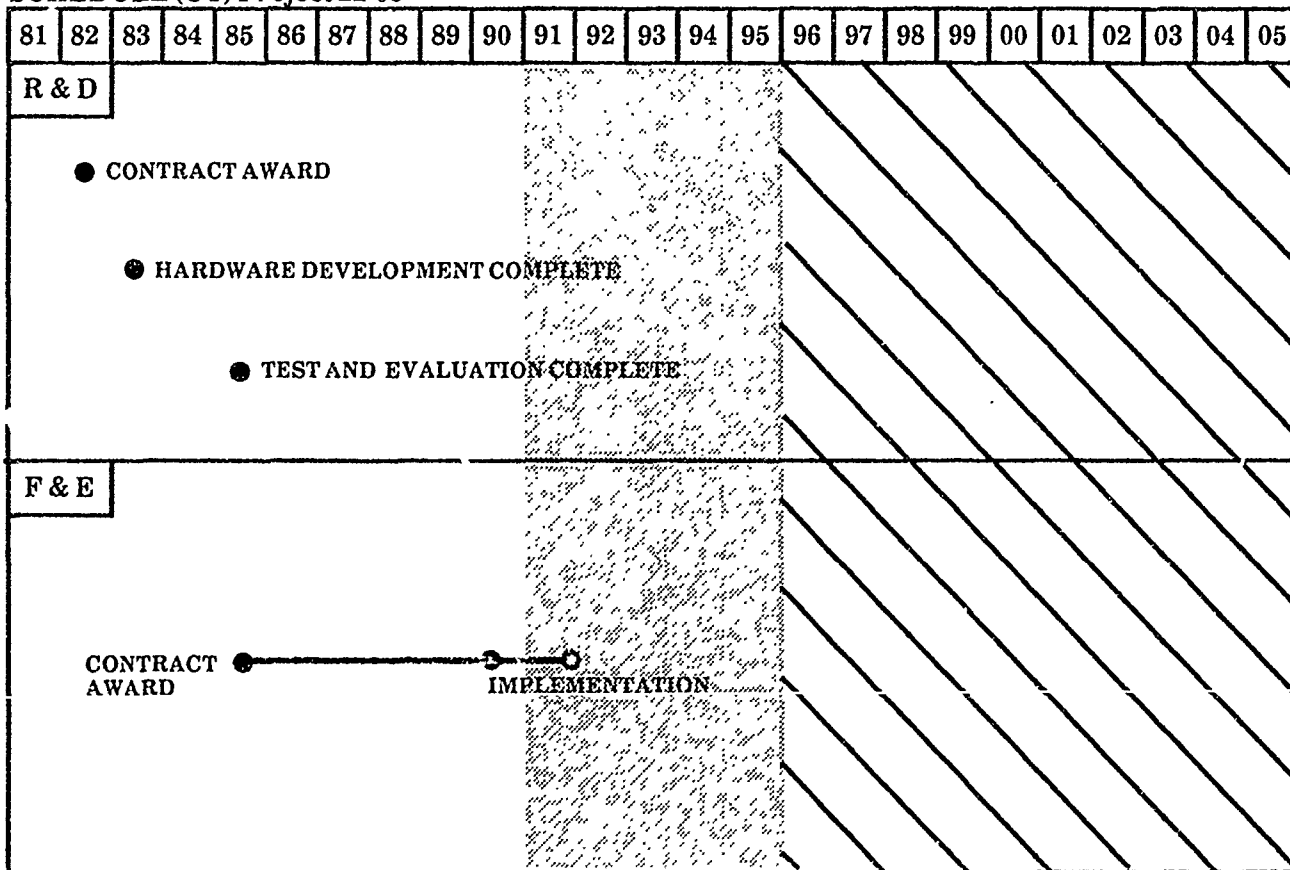 81 82 83 84 85 86 87 88 89 90 91 92 93 94 95 96 97 98 99 00 01 02 03 04 05
R & D
CONTRACT AWARD
HARDWARE DEVELOPMENT COMPLETE
TEST AND EVALUATION COMPLETE
F & E
CONTRACT
AWARD
IMPLEMENTATION